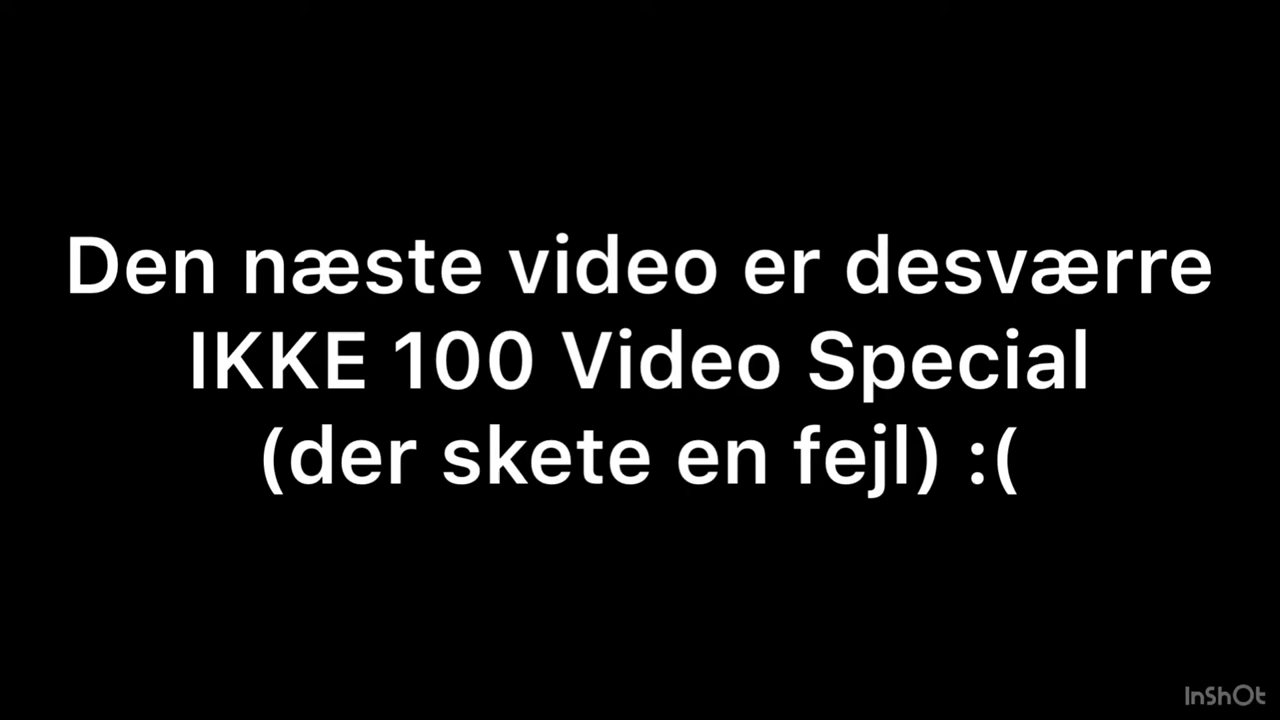 Den næste video er desværre
IKKE 100 Video Special
(der skete en fejl) :(
InShOt